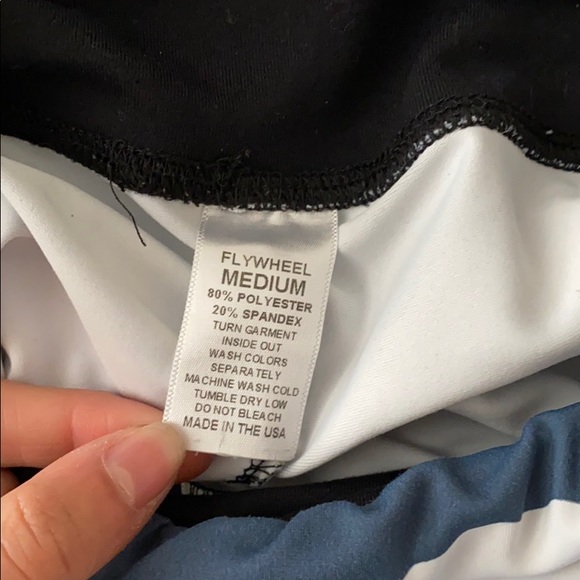 FLYWHEEL
MEDIUM
80% POLYESTER
20% SPANDEX
TURN GARMENT
INSIDE OUT
WASH COLORS
SEPARATELY
MACHINE WASH COLD
TUMBLE DRY LOW
DO NOT BLEACH
MADE IN THE USA